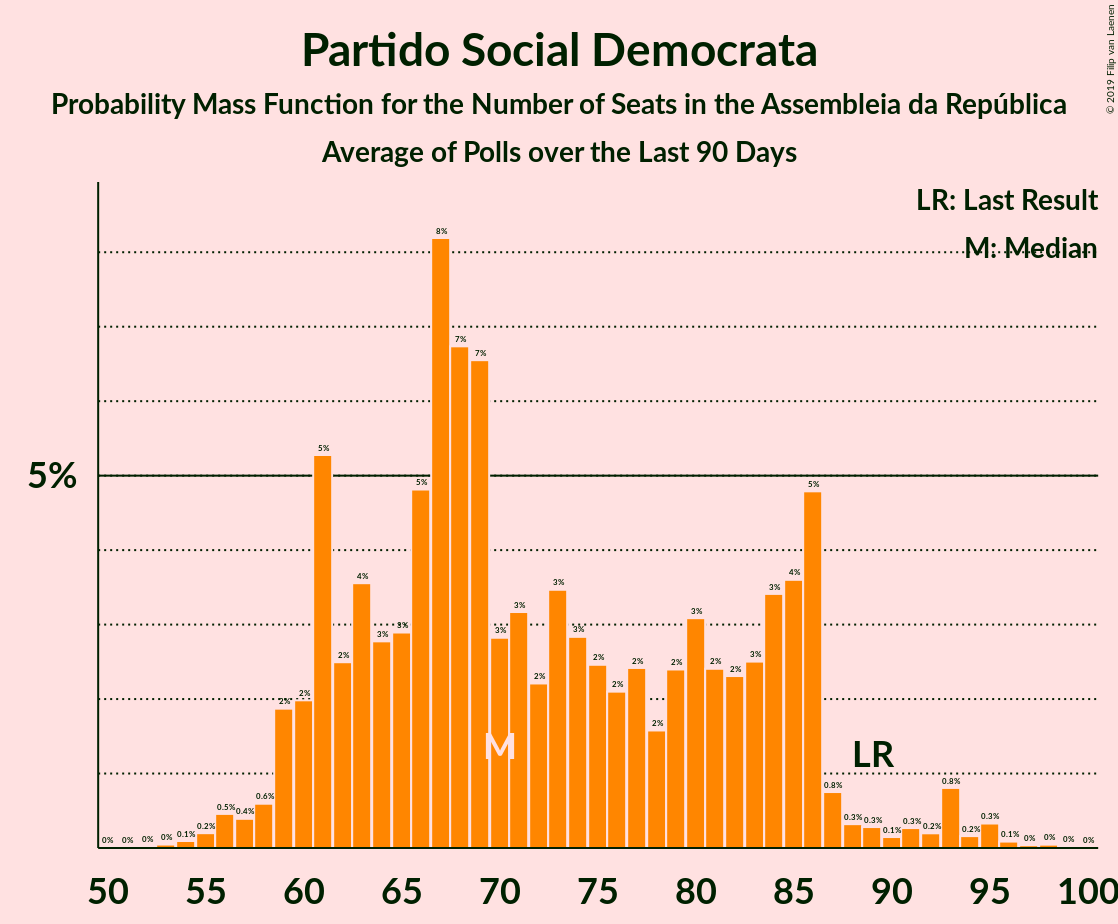 Partido Social Democrata
Probability Mass Function for the Number of Seats in the Assembleia da República
Average of Polls over the Last 90 Days
© 2019 Filip van Laenen
LR: Last Result
M: Median
5%
0% 0% 0% 0% 0.1% 0.2% 0.5% 0.4% 0.6% 2% 2% 5% 2% 4% 3% 3% 5% 8% 7% 7% 3% 3% 2% 3% 3% 2% 2% 2% 2% 2% 3% 2% 2% 3% 3% 4% 5% 0.8% 0.3% 0.3% 0.1% 0.3% 0.2% 0.8% 0.2% 0.3% 0.1% 0% 0% 0% 0%
M
LR
50 55 60 65 70 75 80 85 90 95 100